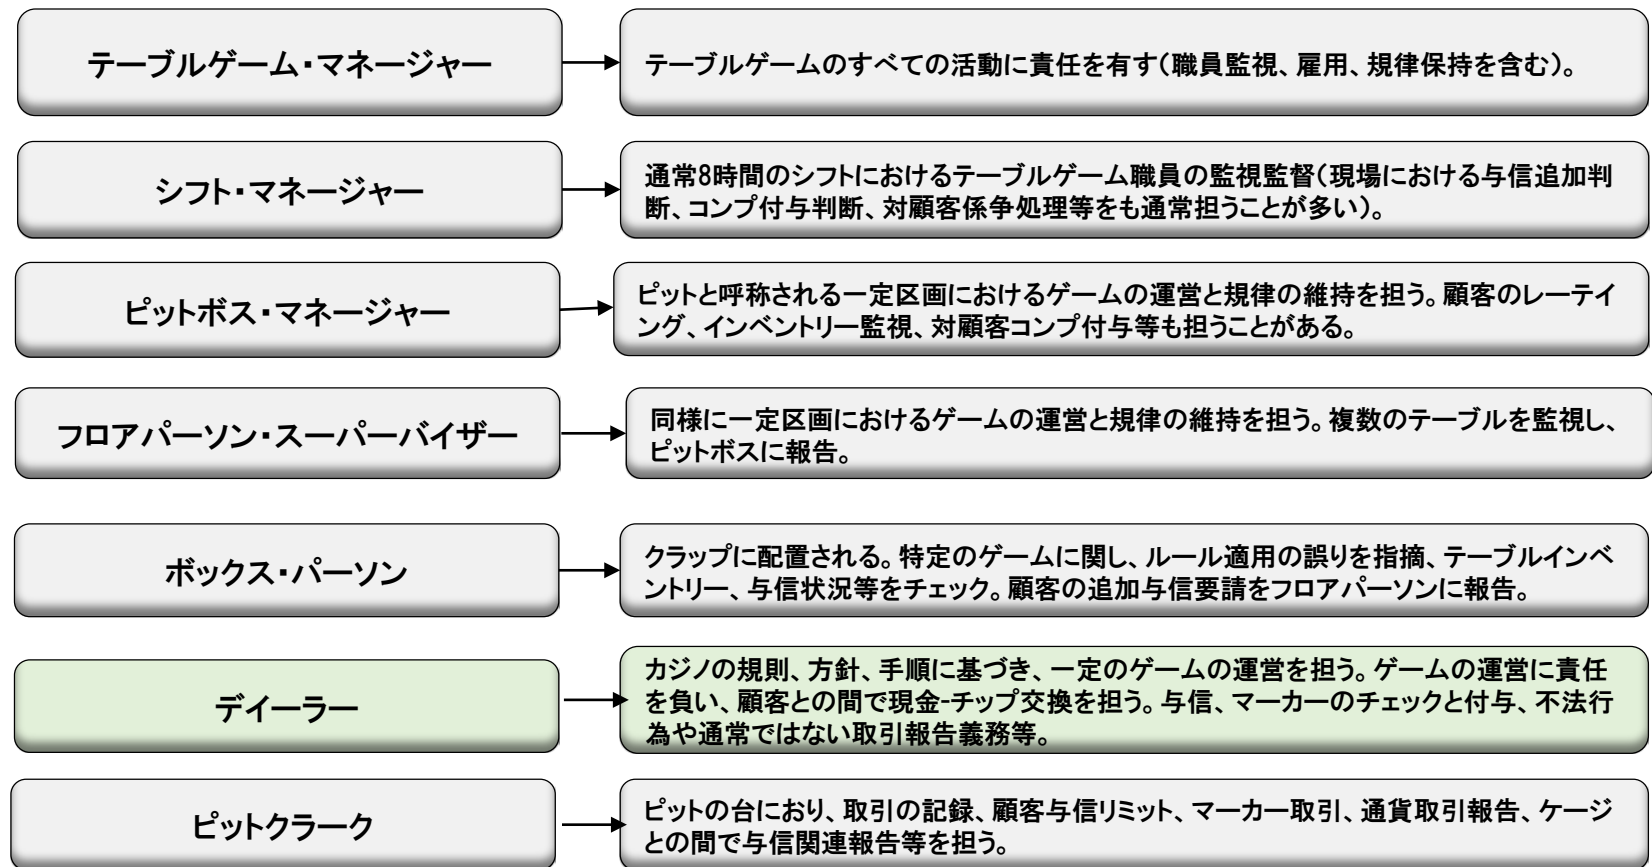 テーブルゲーム・マネージャー
テーブルゲームのすべての活動に責任を有す(職員監視、雇用、規律保持を含む)。
シフト・マネージャー
通常8時間のシフトにおけるテーブルゲーム職員の監視監督(現場における与信追加判
断、コンプ付与判断、対顧客係争処理等をも通常担うことが多い)。
ピットボス・マネージャー
ピットと呼称される一定区画におけるゲームの運営と規律の維持を担う。顧客のレーテイ
ング、インベントリー監視、対顧客コンプ付与等も担うことがある。
フロアパーソン・スーパーバイザー
同様に一定区画におけるゲームの運営と規律の維持を担う。複数のテーブルを監視し、
ピットボスに報告。
ボックス・パーソン
クラップに配置される。特定のゲームに関し、ルール適用の誤りを指摘、テーブルインベ
ントリー、与信状況等をチェック。顧客の追加与信要請をフロアパーソンに報告。
デイーラー
カジノの規則、方針、手順に基づき、一定のゲームの運営を担う。ゲームの運営に責任
を負い、顧客との間で現金-チップ交換を担う。与信、マーカーのチェックと付与、不法行
為や通常ではない取引報告義務等。
ピットクラーク
ピットの台におり、取引の記録、顧客与信リミット、マーカー取引、通貨取引報告、ケージ
との間で与信関連報告等を担う。